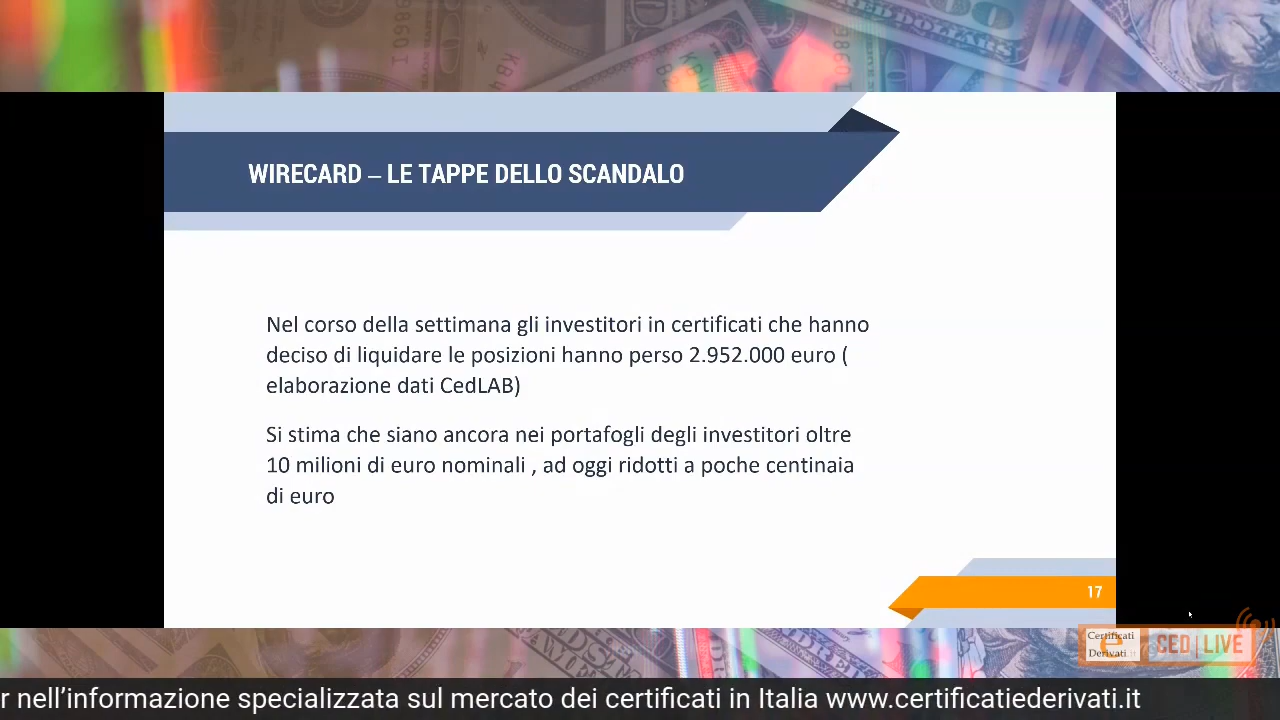 WIRECARD – LE TAPPE DELLO SCANDALO
Nel corso della settimana gli investitori in certificati che hanno
deciso di liquidare le posizioni hanno perso 2.952.000 euro (
elaborazione dati CedLAB)
Si stima che siano ancora nei portafogli degli investitori oltre
10 milioni di euro nominali , ad oggi ridotti a poche centinaia
di euro
17
Certificati
e
Derivati.it
CED|LIVE
r nell’informazione specializzata sul mercato dei certificati in Italia www.certificatiederivati.it